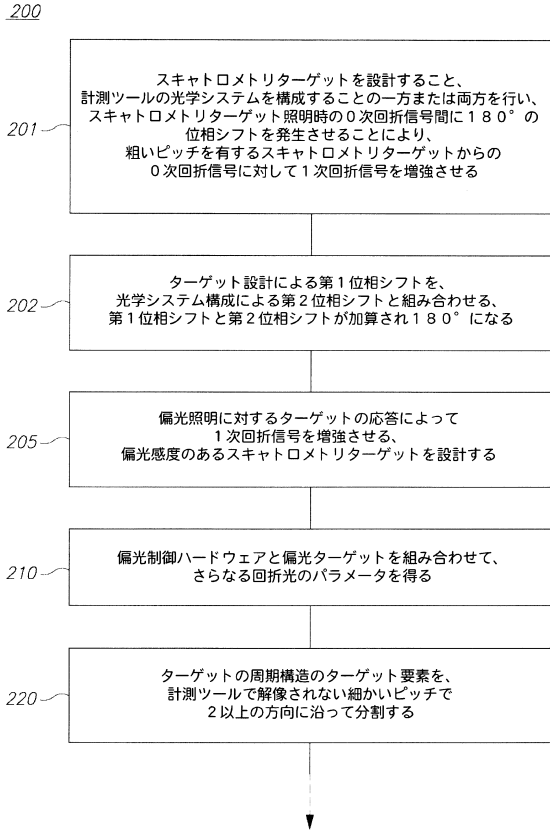 200
201
スキャトロメトリターゲットを設計すること、
計測ツールの光学システムを構成することの一方または両方を行い、
スキャトロメトリターゲット照明時の０次回折信号間に１８０°の
位相シフトを発生させることにより、
粗いピッチを有するスキャトロメトリターゲットからの
０次回折信号に対して１次回折信号を増強させる
202
ターゲット設計による第１位相シフトを、
光学システム構成による第２位相シフトと組み合わせる、
第１位相シフトと第２位相シフトが加算され１８０°になる
205
偏光照明に対するターゲットの応答によって
１次回折信号を増強させる、
偏光感度のあるスキャトロメトリターゲットを設計する
210
偏光制御ハードウェアと偏光ターゲットを組み合わせて、
さらなる回折光のパラメータを得る
220
ターゲットの周期構造のターゲット要素を、
計測ツールで解像されない細かいピッチで
２以上の方向に沿って分割する